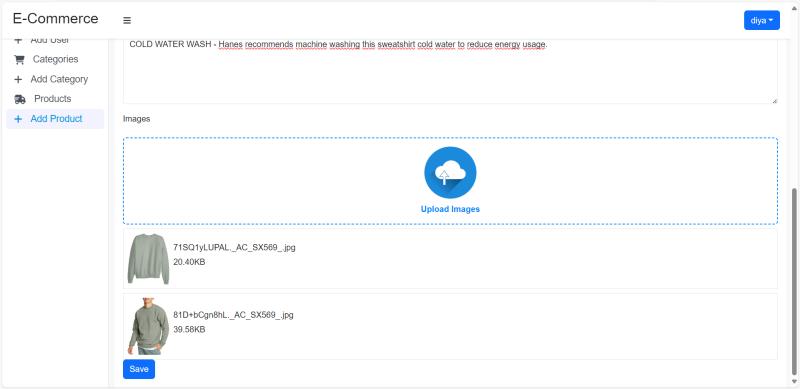 E-Commerce
diya
Add User
Categories
Add Category
Products
Add Product
COLD WATER WASH - Hanes recommends machine washing this sweatshirt cold water to reduce energy usage.
Images
Upload Images
71SQ1yLUPAL._AC_SX569_.jpg
20.40KB
81D+bCgn8hL._AC_SX569_.jpg
39.58KB
Save